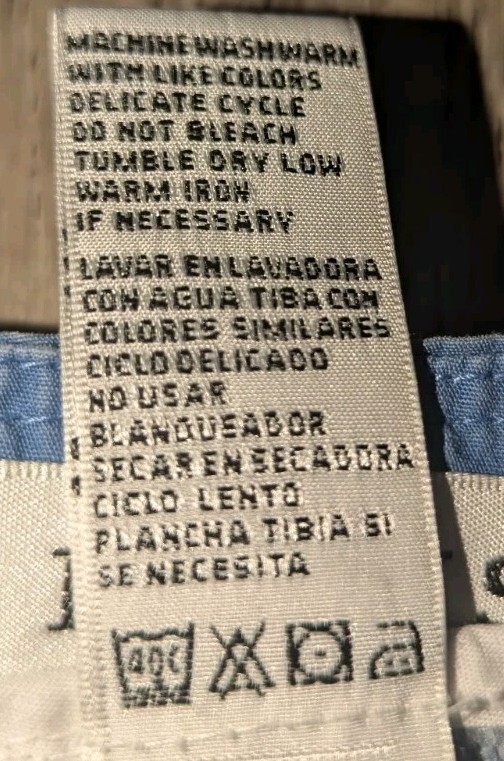 MACHINE WASH WARM
WITH LIKE COLORS
DELICATE CYCLE
DO NOT BLEACH
TUMBLE DRY LOW
WARM IRON
IF NECESSARY
LAVAR EN LAVADORA
CON AGUA TIBA CON
COLORES SIMILARES
CICLO DELICADO
NO USAR
BLANQUEADOR
SECAR EN SECADORA
CICLO LENTO
PLANCHA TIBIA SI
SE NECESITA
40C